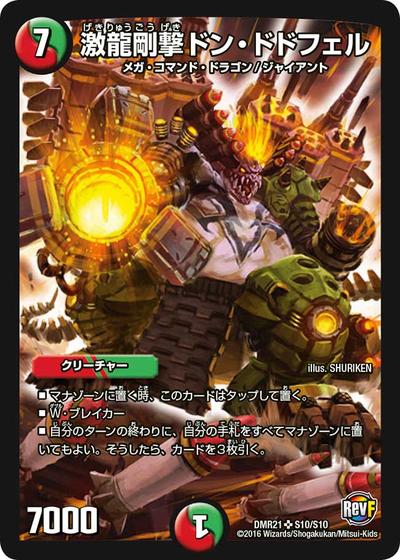 7
げきりゅうごうげき
激龍剛撃ドン・ドドフェル
メガ・コマンド・ドラゴン/ジャイアント
クリーチャー
illus. SHURIKEN
■ マナゾーンに置く時、このカードはタップして置く。
■ W・ブレイカー
■ 自分のターンの終わりに、自分の手札をすべてマナゾーンに置
いてもよい。そうしたら、カードを3枚引く。
RevF
7000
1
DMR21 S10/S10
©2016 Wizards/Shogakukan/Mitsui-Kids